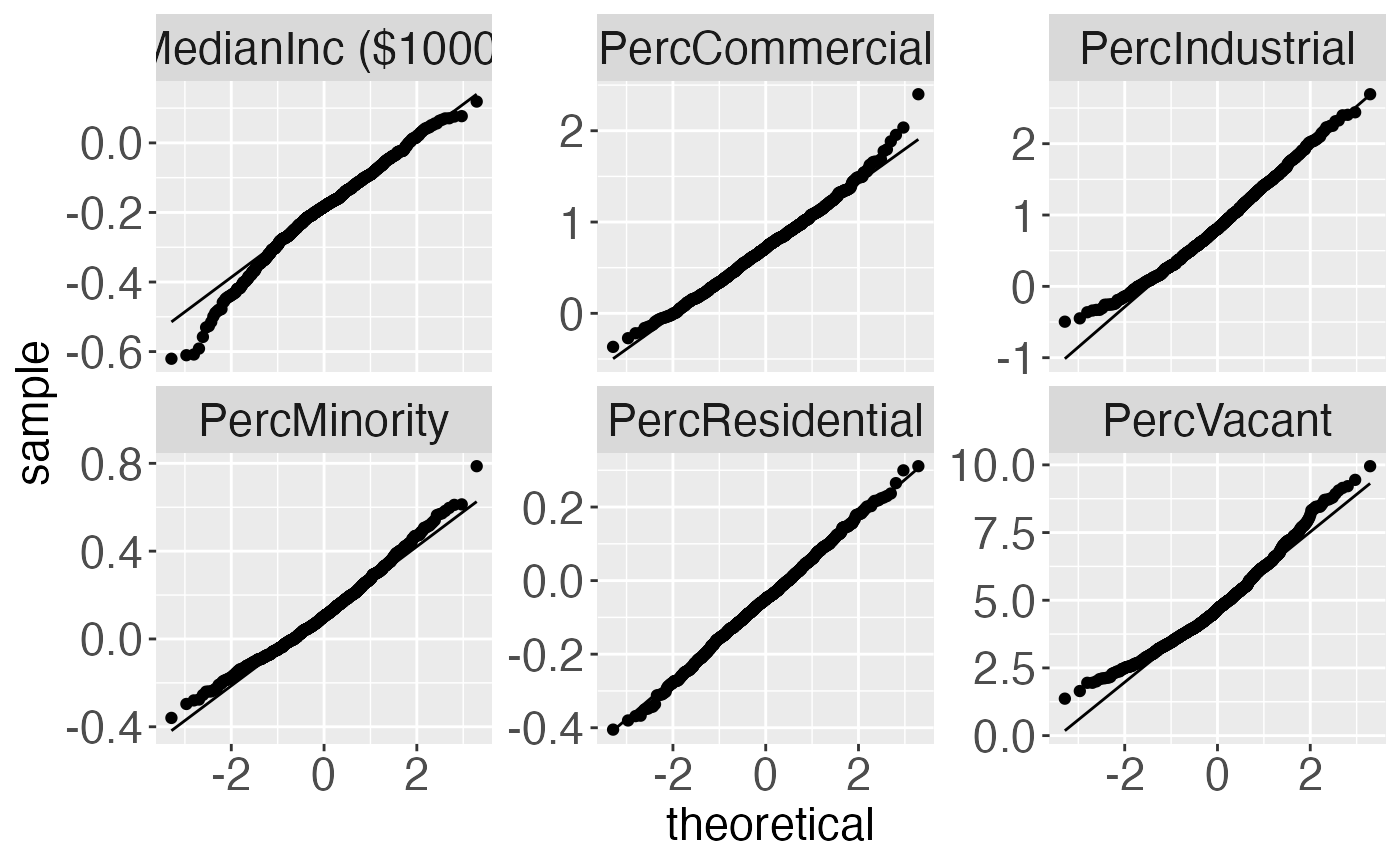 MedianInc ($1000
PercCommercial
PercIndustrial
0.0
-0.2
-0.4
-0.6
2
1
0
2
1
0
-1
PercMinority
PercResidential
PercVacant
0.8
0.4
0.0
-0.4
0.2
0.0
-0.2
-0.4
10.0
7.5
5.0
2.5
0.0
-2 0 2
-2 0 2
-2 0 2
sample
theoretical